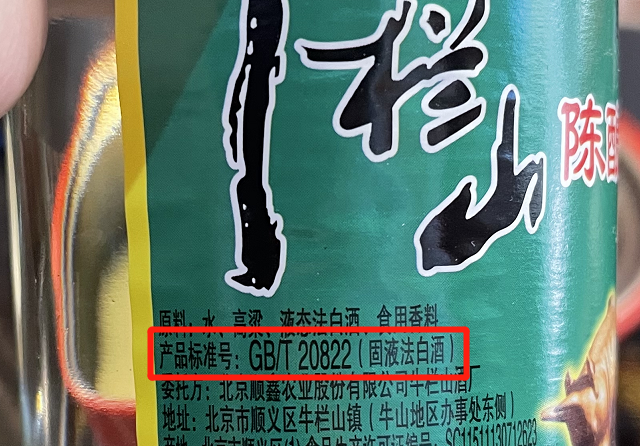 牛栏山
陈酿
原料：水、高粱、液态法白酒、食用香料
产品标准号：GB/T 20822（固液法白酒）
委托方：北京顺鑫农业股份有限公司牛栏山酒厂
地址：北京市顺义区牛栏山镇（牛山地区办事处东侧）